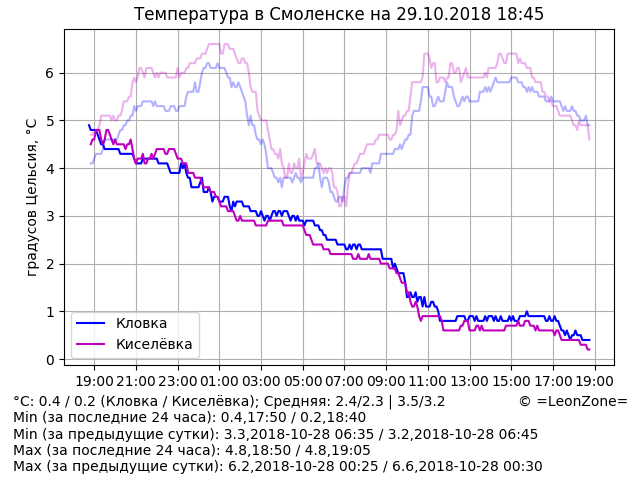 Температура в Смоленске на 29.10.2018 18:45
градусов Цельсия, °C
6
5
4
3
2
1
0
Кловка
Киселёвка
19:00 21:00 23:00 01:00 03:00 05:00 07:00 09:00 11:00 13:00 15:00 17:00 19:00
°C: 0.4 / 0.2 (Кловка / Киселёвка); Средняя: 2.4/2.3 | 3.5/3.2 © =LeonZone=
Min (за последние 24 часа): 0.4,17:50 / 0.2,18:40
Min (за предыдущие сутки): 3.3,2018-10-28 06:35 / 3.2,2018-10-28 06:45
Max (за последние 24 часа): 4.8,18:50 / 4.8,19:05
Max (за предыдущие сутки): 6.2,2018-10-28 00:25 / 6.6,2018-10-28 00:30